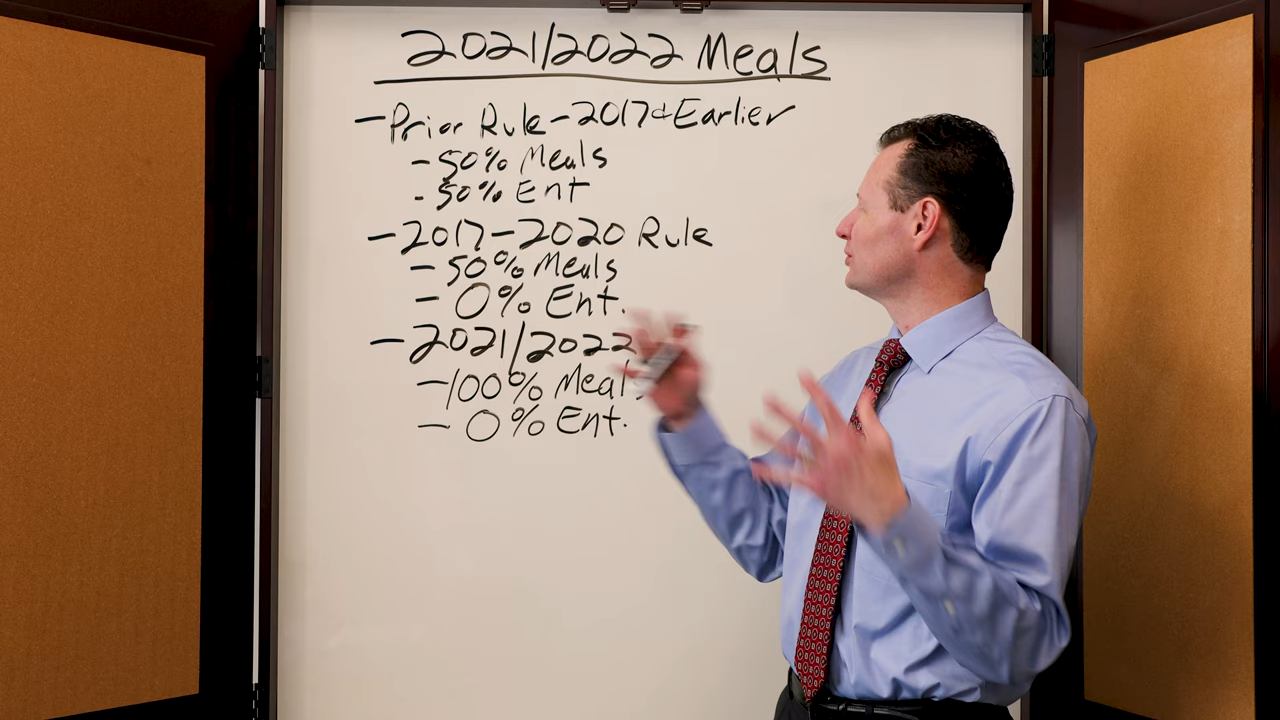 2021/2022 Meals
- Prior Rule - 2017 & Earlier
- 50% Meals
- 50% Ent
- 2017-2020 Rule
- 50% Meals
- 0% Ent.
- 2021/2022
- 100% Meals
- 0% Ent.